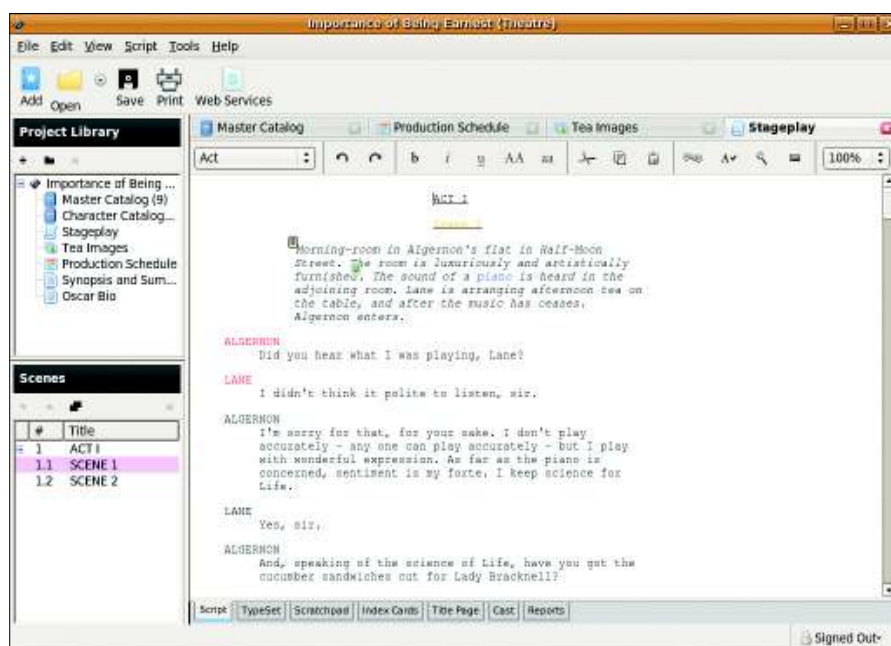 Importance of Being Earnest (Theatre)
File Edit View Script Tools Help
Add Open Save Print Web Services
Project Library
Importance of Being ...
Master Catalog (9)
Character Catalog...
Stageplay
Tea Images
Production Schedule
Synopsis and Sum...
Oscar Bio
Scenes
# Title
1 ACT I
1.1 SCENE 1
1.2 SCENE 2
Master Catalog Production Schedule Tea Images Stageplay
Act b i u AA aa 100%
ACT I
Scene 1
Morning-room in Algernon's flat in Half-Moon
Street. The room is luxuriously and artistically
furnished. The sound of a piano is heard in the
adjoining room. Lane is arranging afternoon tea on
the table, and after the music has ceases,
Algernon enters.
ALGERNON
Did you hear what I was playing, Lane?
LANE
I didn't think it polite to listen, sir.
ALGERNON
I'm sorry for that, for your sake. I don't play
accurately - any one can play accurately - but I play
with wonderful expression. As far as the piano is
concerned, sentiment is my forte. I keep science for
Life.
LANE
Yes, sir.
ALGERNON
And, speaking of the science of Life, have you got the
cucumber sandwiches cut for Lady Bracknell?
Script TypeSet Scratchpad Index Cards Title Page Cast Reports
Signed Out